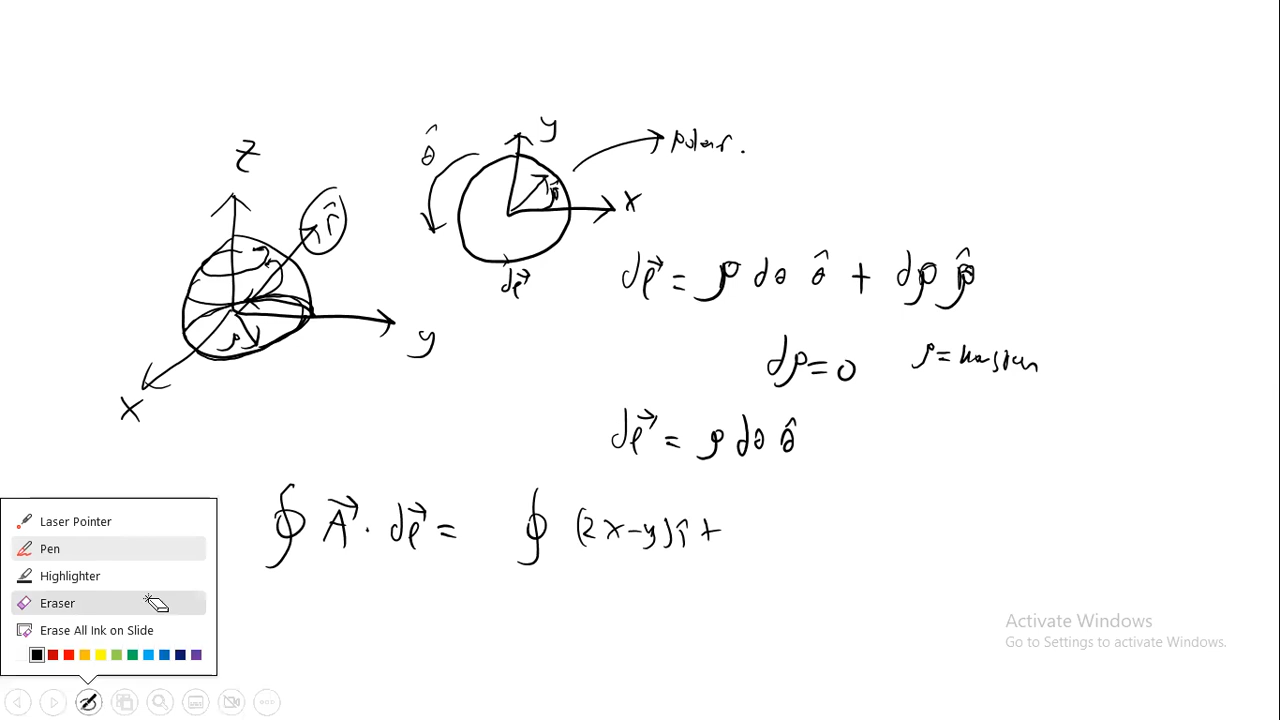 Z
r̂
y
x
θ̂
y
x
ρ̂
polar.
dℓ⃗
ρ
dℓ⃗ = ρ dθ θ̂ + dρ ρ̂
dρ = 0
ρ =
dℓ⃗ = ρ dθ θ̂
∮ A⃗ · dℓ⃗ = ∮ (2x-y) î +
Laser Pointer
Pen
Highlighter
Eraser
Erase All Ink on Slide
Activate Windows
Go to Settings to activate Windows.